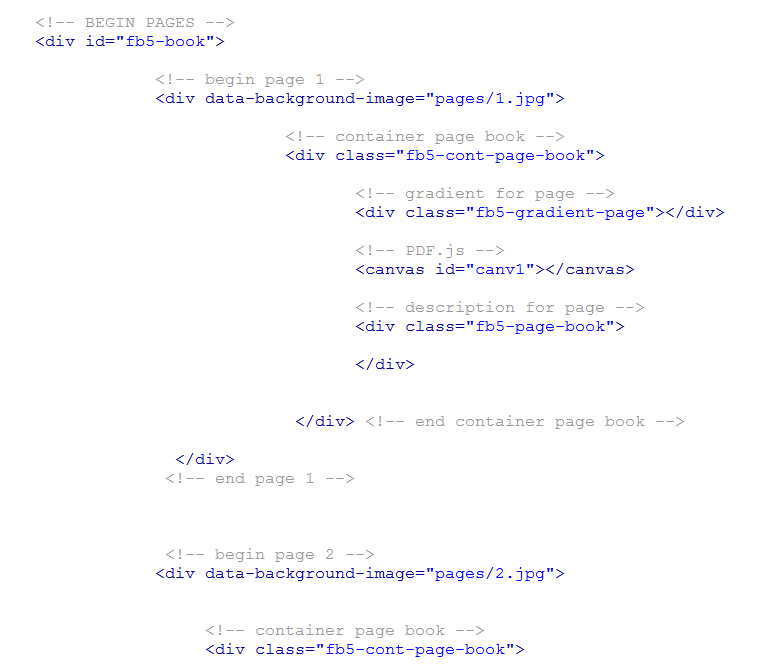 <!-- BEGIN PAGES -->
<div id="fb5-book">
<!-- begin page 1 -->
<div data-background-image="pages/1.jpg">
<!-- container page book -->
<div class="fb5-cont-page-book">
<!-- gradient for page -->
<div class="fb5-gradient-page"></div>
<!-- PDF.js -->
<canvas id="canv1"></canvas>
<!-- description for page -->
<div class="fb5-page-book">
</div>
</div> <!-- end container page book -->
</div>
<!-- end page 1 -->
<!-- begin page 2 -->
<div data-background-image="pages/2.jpg">
<!-- container page book -->
<div class="fb5-cont-page-book">